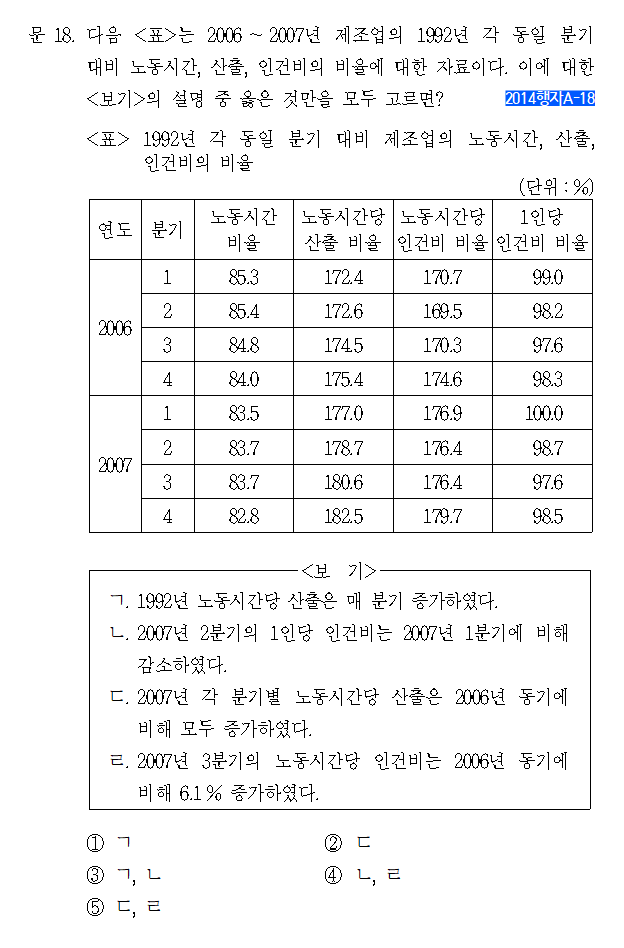 문 18. 다음 <표>는 2006 ~ 2007년 제조업의 1992년 각 동일 분기
대비 노동시간, 산출, 인건비의 비율에 대한 자료이다. 이에 대한
<보기>의 설명 중 옳은 것만을 모두 고르면? 2014행자A-18
<표> 1992년 각 동일 분기 대비 제조업의 노동시간, 산출,
인건비의 비율
(단위 : %)
연도 분기 노동시간 비율 노동시간당 산출 비율 노동시간당 인건비 비율 1인당 인건비 비율
2006 1 85.3 172.4 170.7 99.0
2 85.4 172.6 169.5 98.2
3 84.8 174.5 170.3 97.6
4 84.0 175.4 174.6 98.3
2007 1 83.5 177.0 176.9 100.0
2 83.7 178.7 176.4 98.7
3 83.7 180.6 176.4 97.6
4 82.8 182.5 179.7 98.5
<보 기>
ㄱ. 1992년 노동시간당 산출은 매 분기 증가하였다.
ㄴ. 2007년 2분기의 1인당 인건비는 2007년 1분기에 비해
감소하였다.
ㄷ. 2007년 각 분기별 노동시간당 산출은 2006년 동기에
비해 모두 증가하였다.
ㄹ. 2007년 3분기의 노동시간당 인건비는 2006년 동기에
비해 6.1 % 증가하였다.
① ㄱ ② ㄷ
③ ㄱ, ㄴ ④ ㄴ, ㄹ
⑤ ㄷ, ㄹ